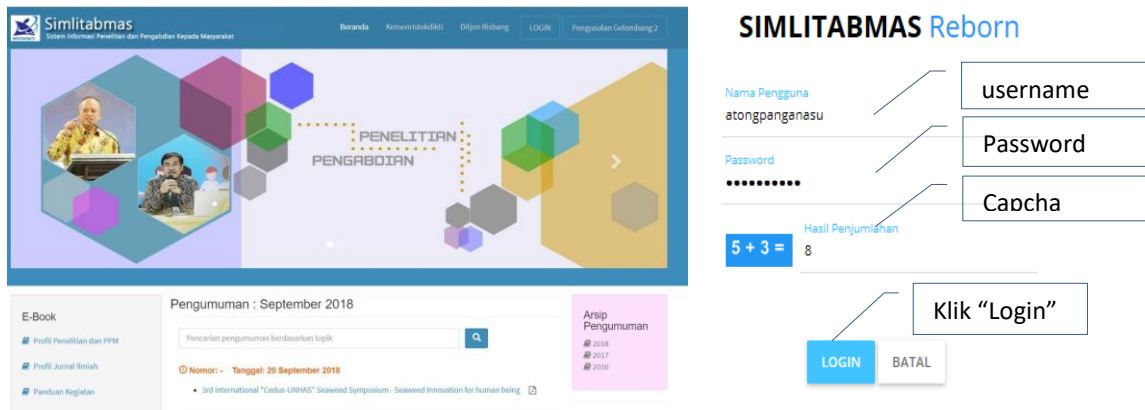 Simlitabmas
Sistem Informasi Penelitian dan Pengabdian Kepada Masyarakat
Beranda Kemenristekdikti Ditjen Risbang LOGIN Pengusulan Gelombang 2
PENELITIAN
PENGABDIAN
E-Book
Profil Penelitian dan PPM
Profil Jurnal Ilmiah
Panduan Kegiatan
Pengumuman : September 2018
Pencarian pengumuman berdasarkan topik
Nomor: - Tanggal: 20 September 2018
3rd International "Cedus-UNHAS" Seaweed Symposium - Seaweed Innovation for human being
Arsip
Pengumuman
2018
2017
2016
SIMLITABMAS Reborn
Nama Pengguna
atongpanganasu
username
Password
••••••••••
Password
Capcha
Hasil Penjumlahan
5 + 3 = 8
Klik “Login”
LOGIN BATAL